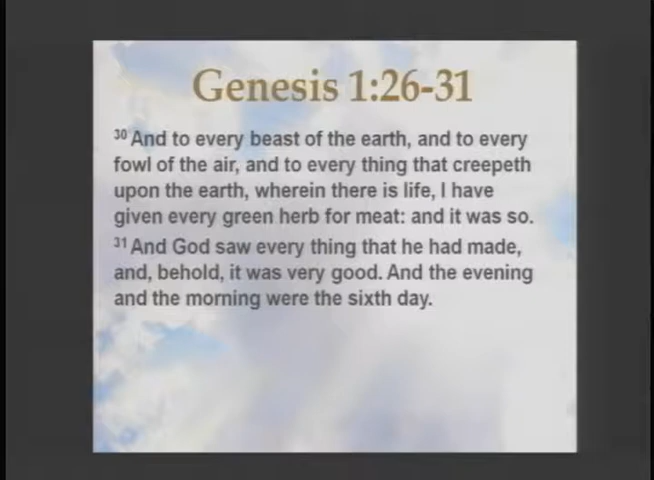 Genesis 1:26-31
30 And to every beast of the earth, and to every
fowl of the air, and to every thing that creepeth
upon the earth, wherein there is life, I have
given every green herb for meat: and it was so.
31 And God saw every thing that he had made,
and, behold, it was very good. And the evening
and the morning were the sixth day.